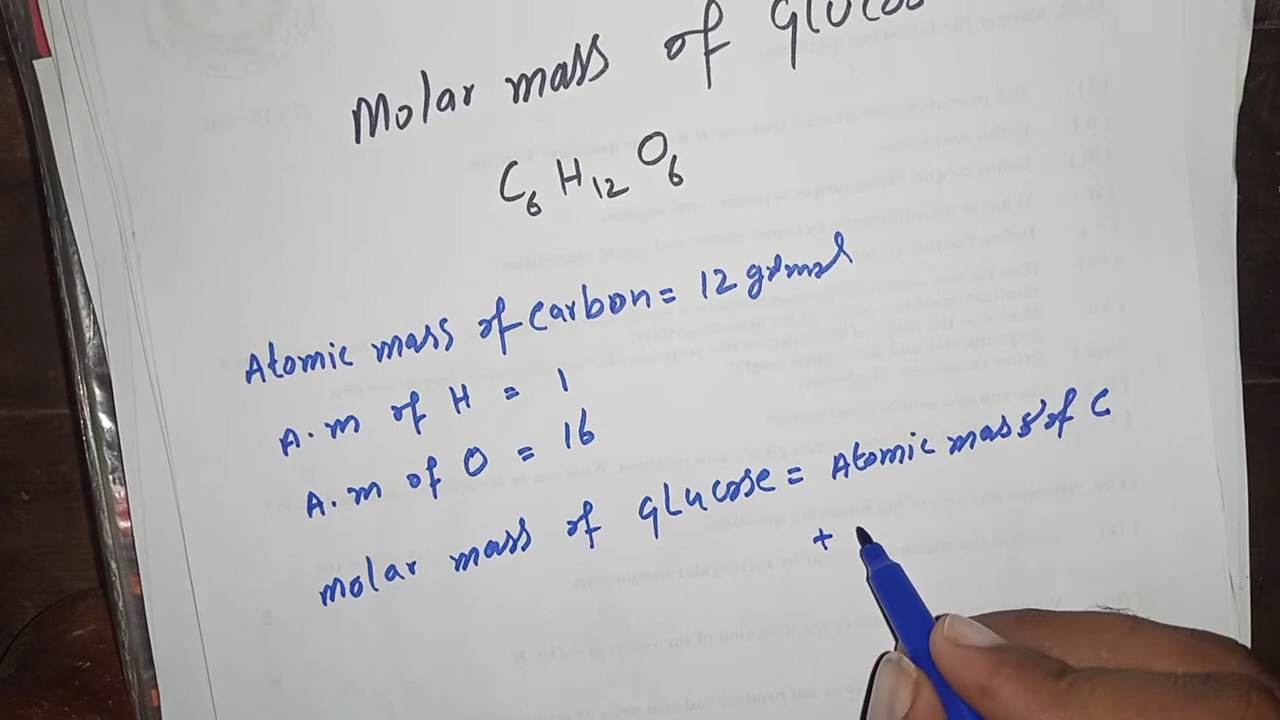 Molar mass of Glucos
C6 H12 O6
Atomic mass of carbon = 12 g/mol
A.m of H = 1
A.m of O = 16
molar mass of glucose = Atomic mass of C
+